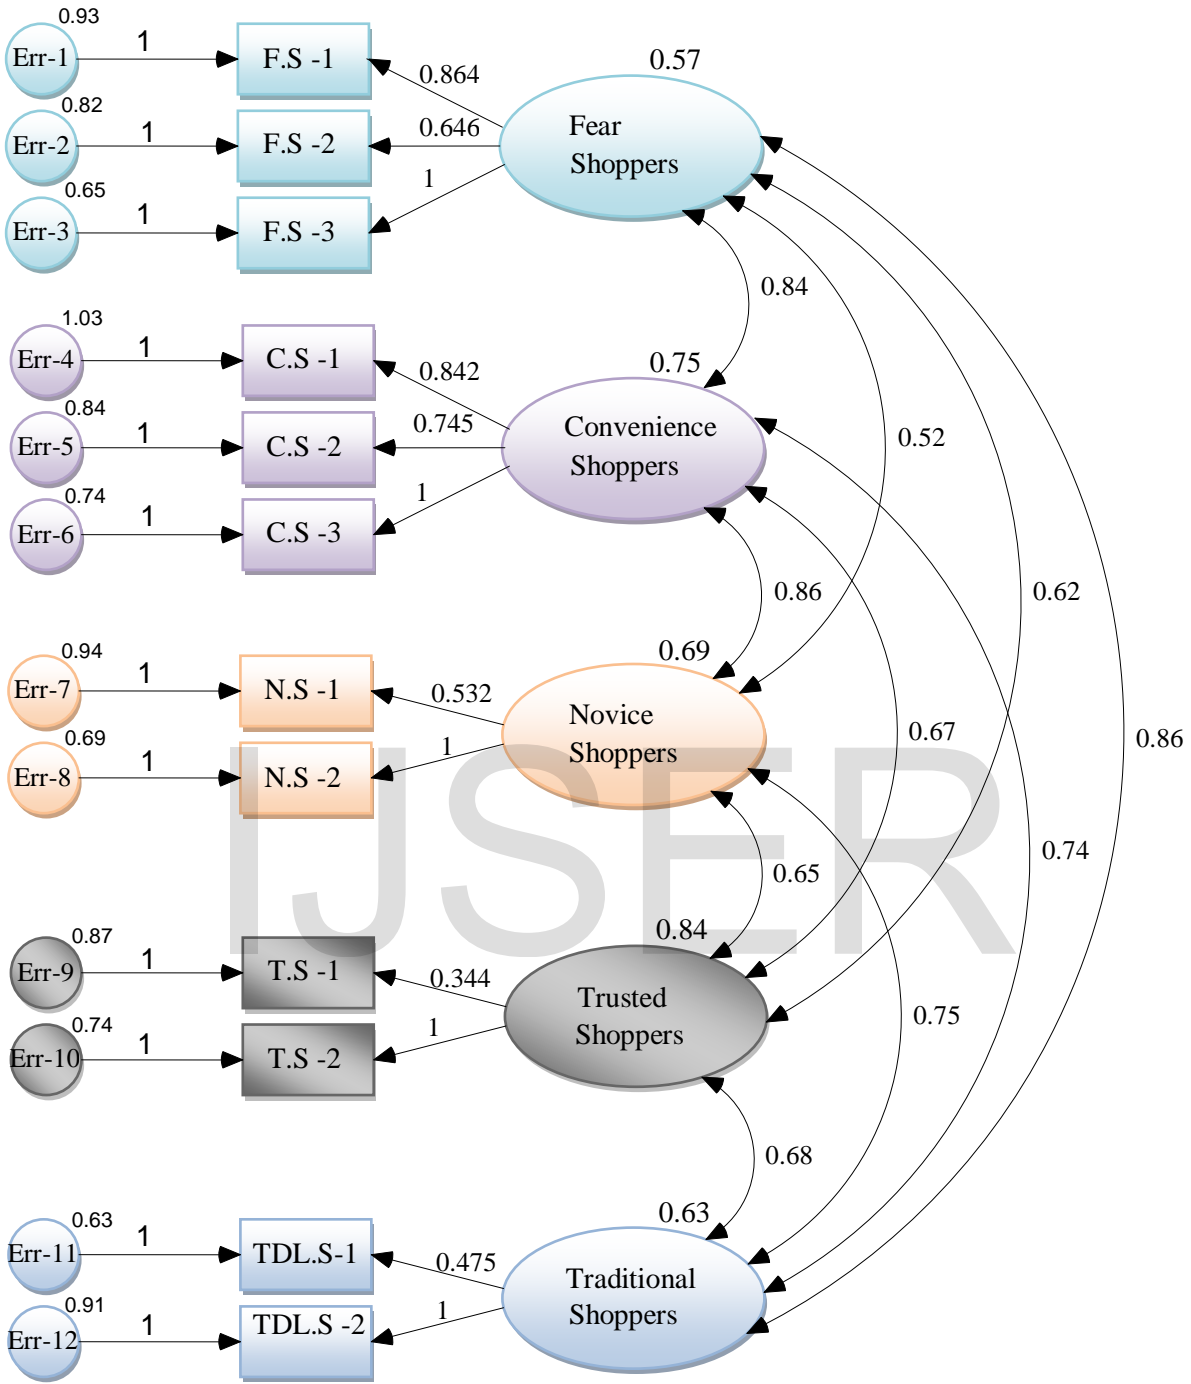 0.93
Err-1
1
F.S -1
0.864
0.57
Fear
Shoppers
0.82
Err-2
1
F.S -2
0.646
0.65
Err-3
1
F.S -3
1
0.84
1.03
Err-4
1
C.S -1
0.842
0.75
Convenience
Shoppers
0.84
Err-5
1
C.S -2
0.745
0.52
0.74
Err-6
1
C.S -3
1
0.86
0.62
0.94
Err-7
1
N.S -1
0.532
0.69
Novice
Shoppers
0.69
Err-8
1
N.S -2
1
0.67
0.86
0.74
0.65
IJSER
0.87
Err-9
1
T.S -1
0.344
0.84
Trusted
Shoppers
0.74
Err-10
1
T.S -2
1
0.75
0.68
0.63
Err-11
1
TDL.S-1
0.475
0.63
Traditional
Shoppers
0.91
Err-12
1
TDL.S -2
1